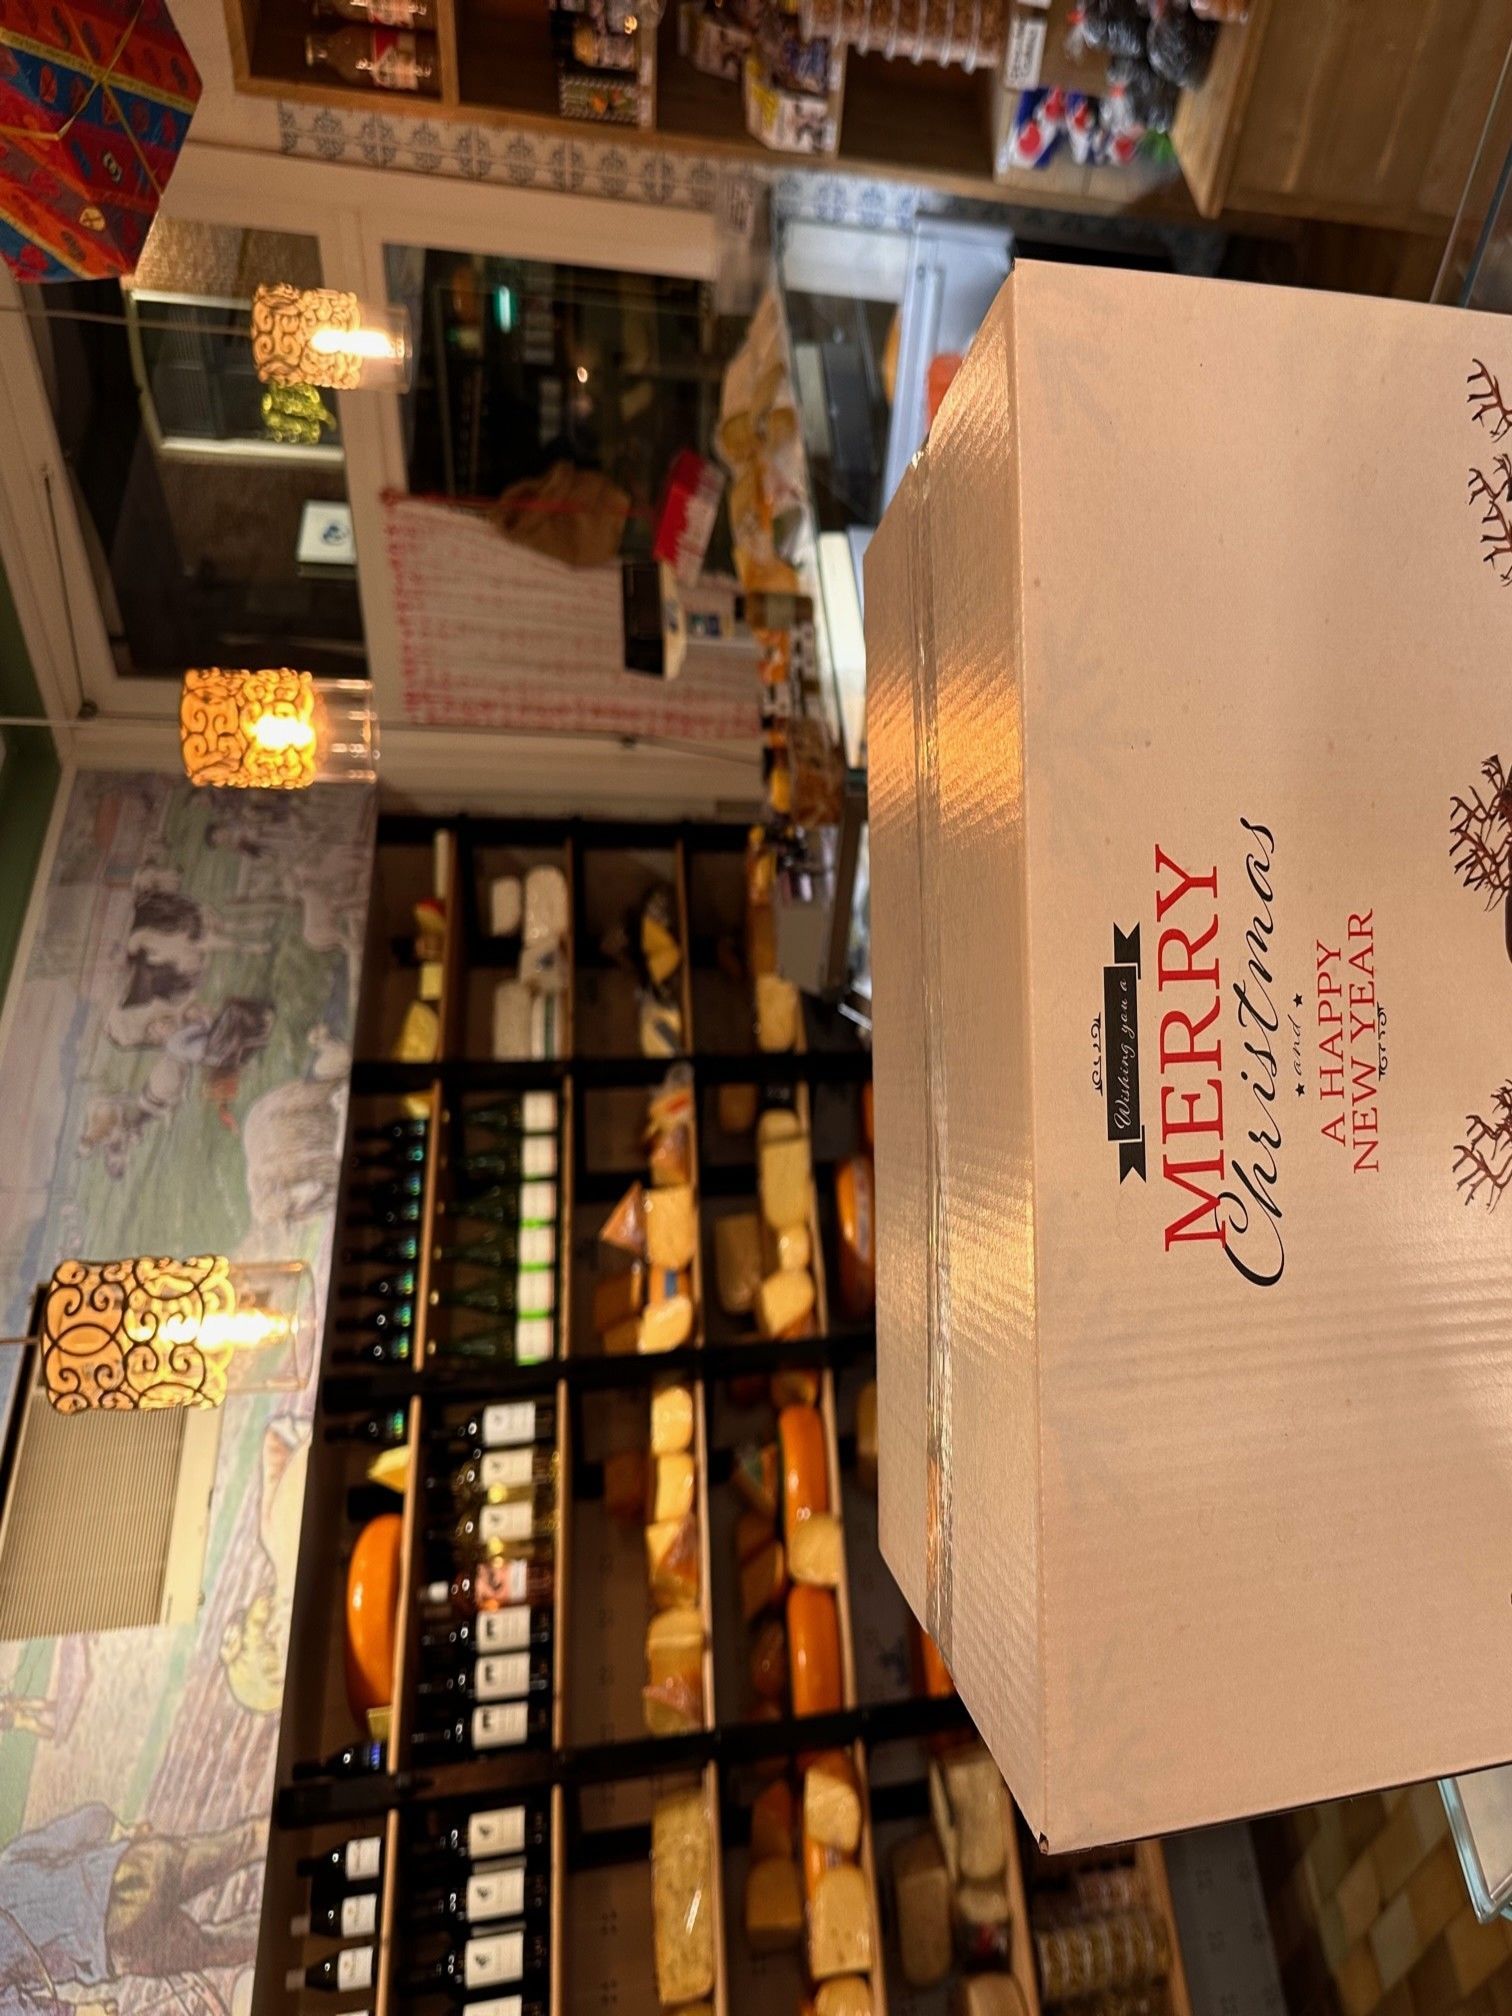 Wishing you a
MERRY
Christmas
and
A HAPPY
NEW YEAR